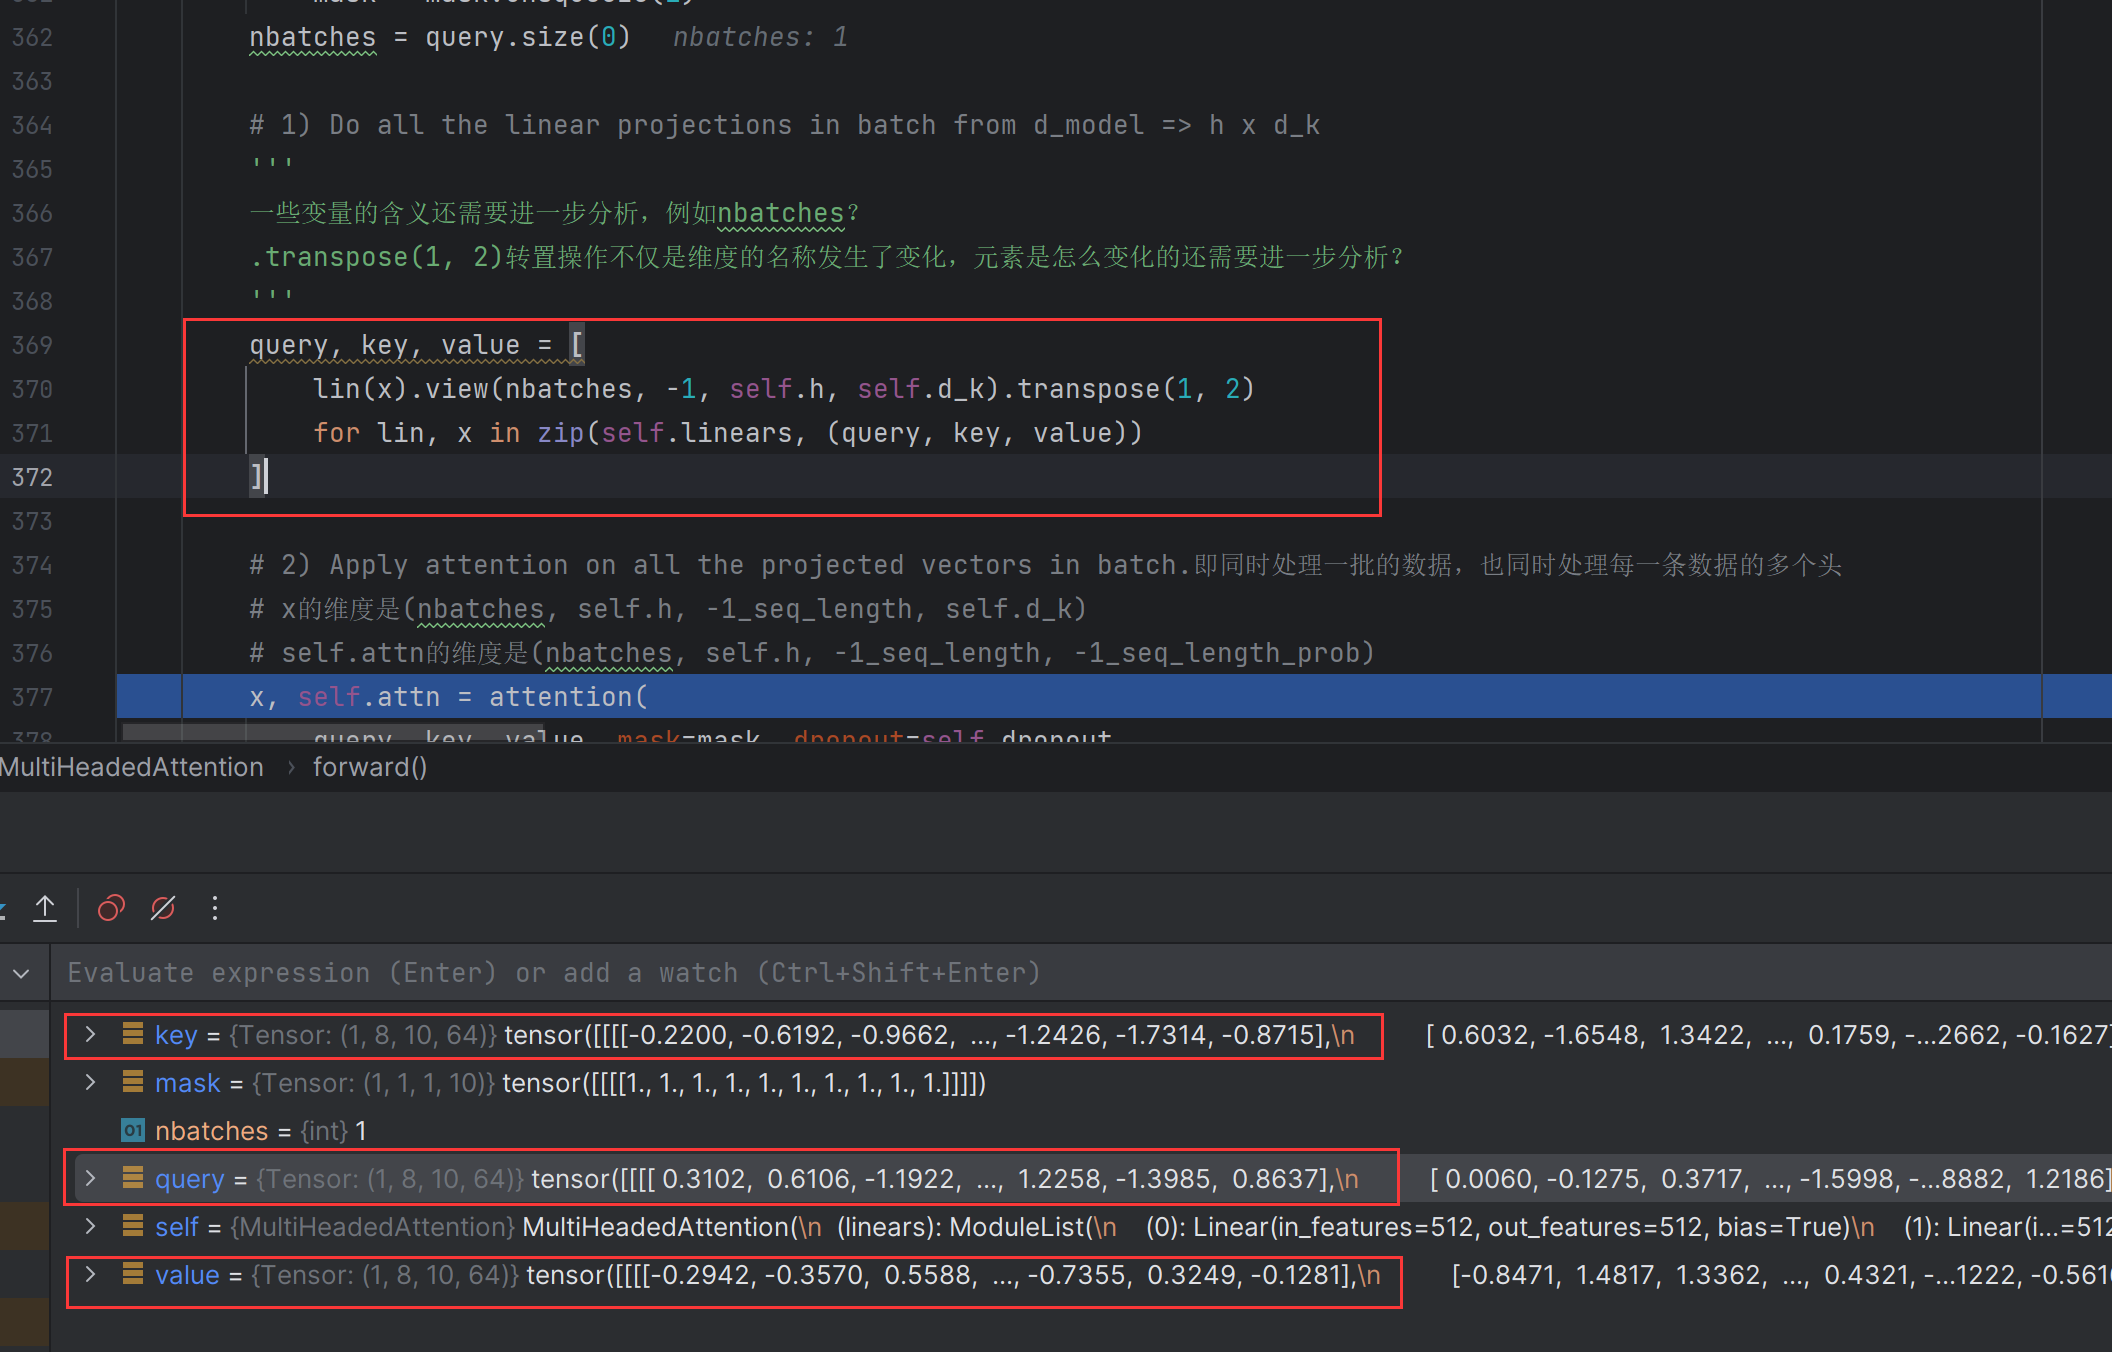 362 nbatches = query.size(0) nbatches: 1
363
364 # 1) Do all the linear projections in batch from d_model => h x d_k
365 '''
366 一些变量的含义还需要进一步分析，例如nbatches？
367 .transpose(1, 2)转置操作不仅是维度的名称发生了变化，元素是怎么变化的还需要进一步分析？
368 '''
369 query, key, value = [
370 lin(x).view(nbatches, -1, self.h, self.d_k).transpose(1, 2)
371 for lin, x in zip(self.linears, (query, key, value))
372 ]
373
374 # 2) Apply attention on all the projected vectors in batch.即同时处理一批的数据，也同时处理每一条数据的多个头
375 # x的维度是(nbatches, self.h, -1_seq_length, self.d_k)
376 # self.attn的维度是(nbatches, self.h, -1_seq_length, -1_seq_length_prob)
377 x, self.attn = attention(
378 query, key, value, mask=mask, dropout=self.dropout
MultiHeadedAttention › forward()
Evaluate expression (Enter) or add a watch (Ctrl+Shift+Enter)
key = {Tensor: (1, 8, 10, 64)} tensor([[[[-0.2200, -0.6192, -0.9662, ..., -1.2426, -1.7314, -0.8715],\n [ 0.6032, -1.6548, 1.3422, ..., 0.1759, -...2662, -0.1627]
mask = {Tensor: (1, 1, 1, 10)} tensor([[[[1., 1., 1., 1., 1., 1., 1., 1., 1., 1.]]]])
01 nbatches = {int} 1
query = {Tensor: (1, 8, 10, 64)} tensor([[[[ 0.3102, 0.6106, -1.1922, ..., 1.2258, -1.3985, 0.8637],\n [ 0.0060, -0.1275, 0.3717, ..., -1.5998, -...8882, 1.2186]
self = {MultiHeadedAttention} MultiHeadedAttention(\n (linears): ModuleList(\n (0): Linear(in_features=512, out_features=512, bias=True)\n (1): Linear(i...=512
value = {Tensor: (1, 8, 10, 64)} tensor([[[[-0.2942, -0.3570, 0.5588, ..., -0.7355, 0.3249, -0.1281],\n [-0.8471, 1.4817, 1.3362, ..., 0.4321, -...1222, -0.561